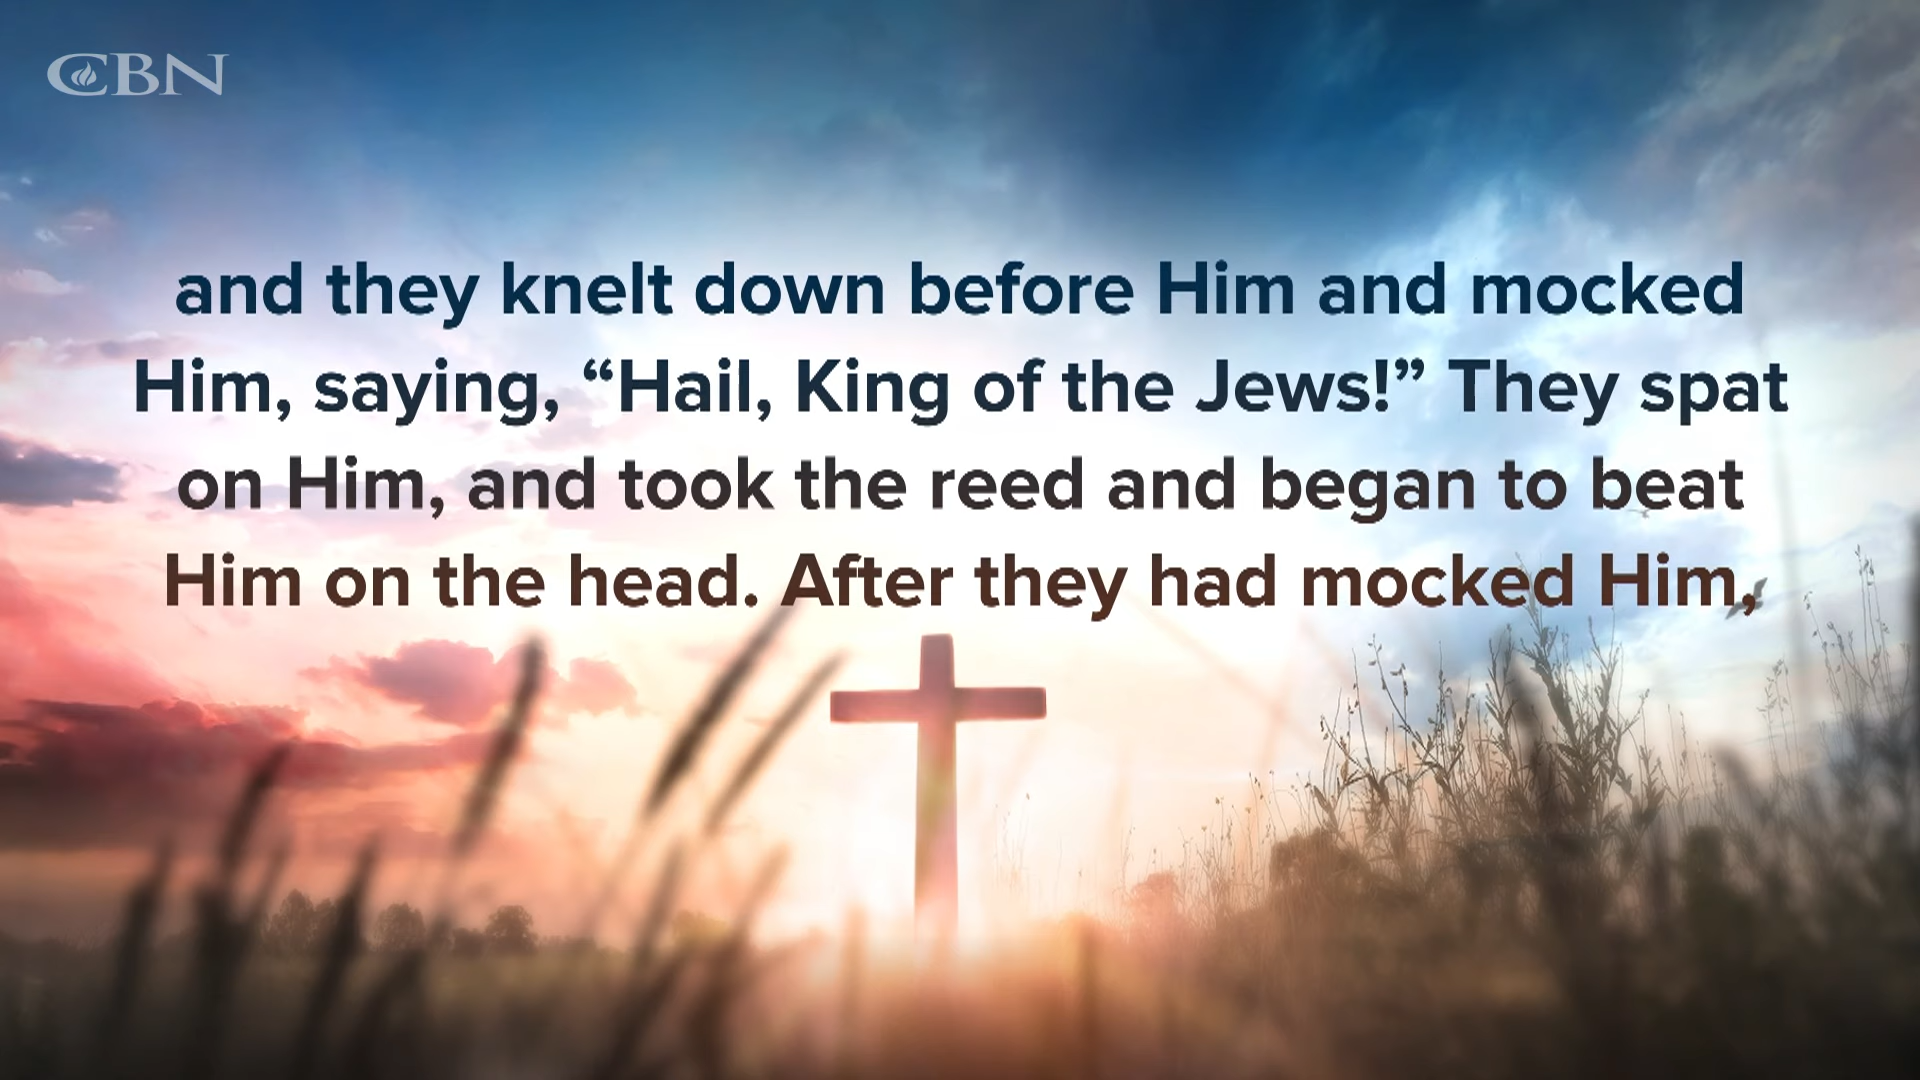 CBN
and they knelt down before Him and mocked
Him, saying, “Hail, King of the Jews!” They spat
on Him, and took the reed and began to beat
Him on the head. After they had mocked Him,